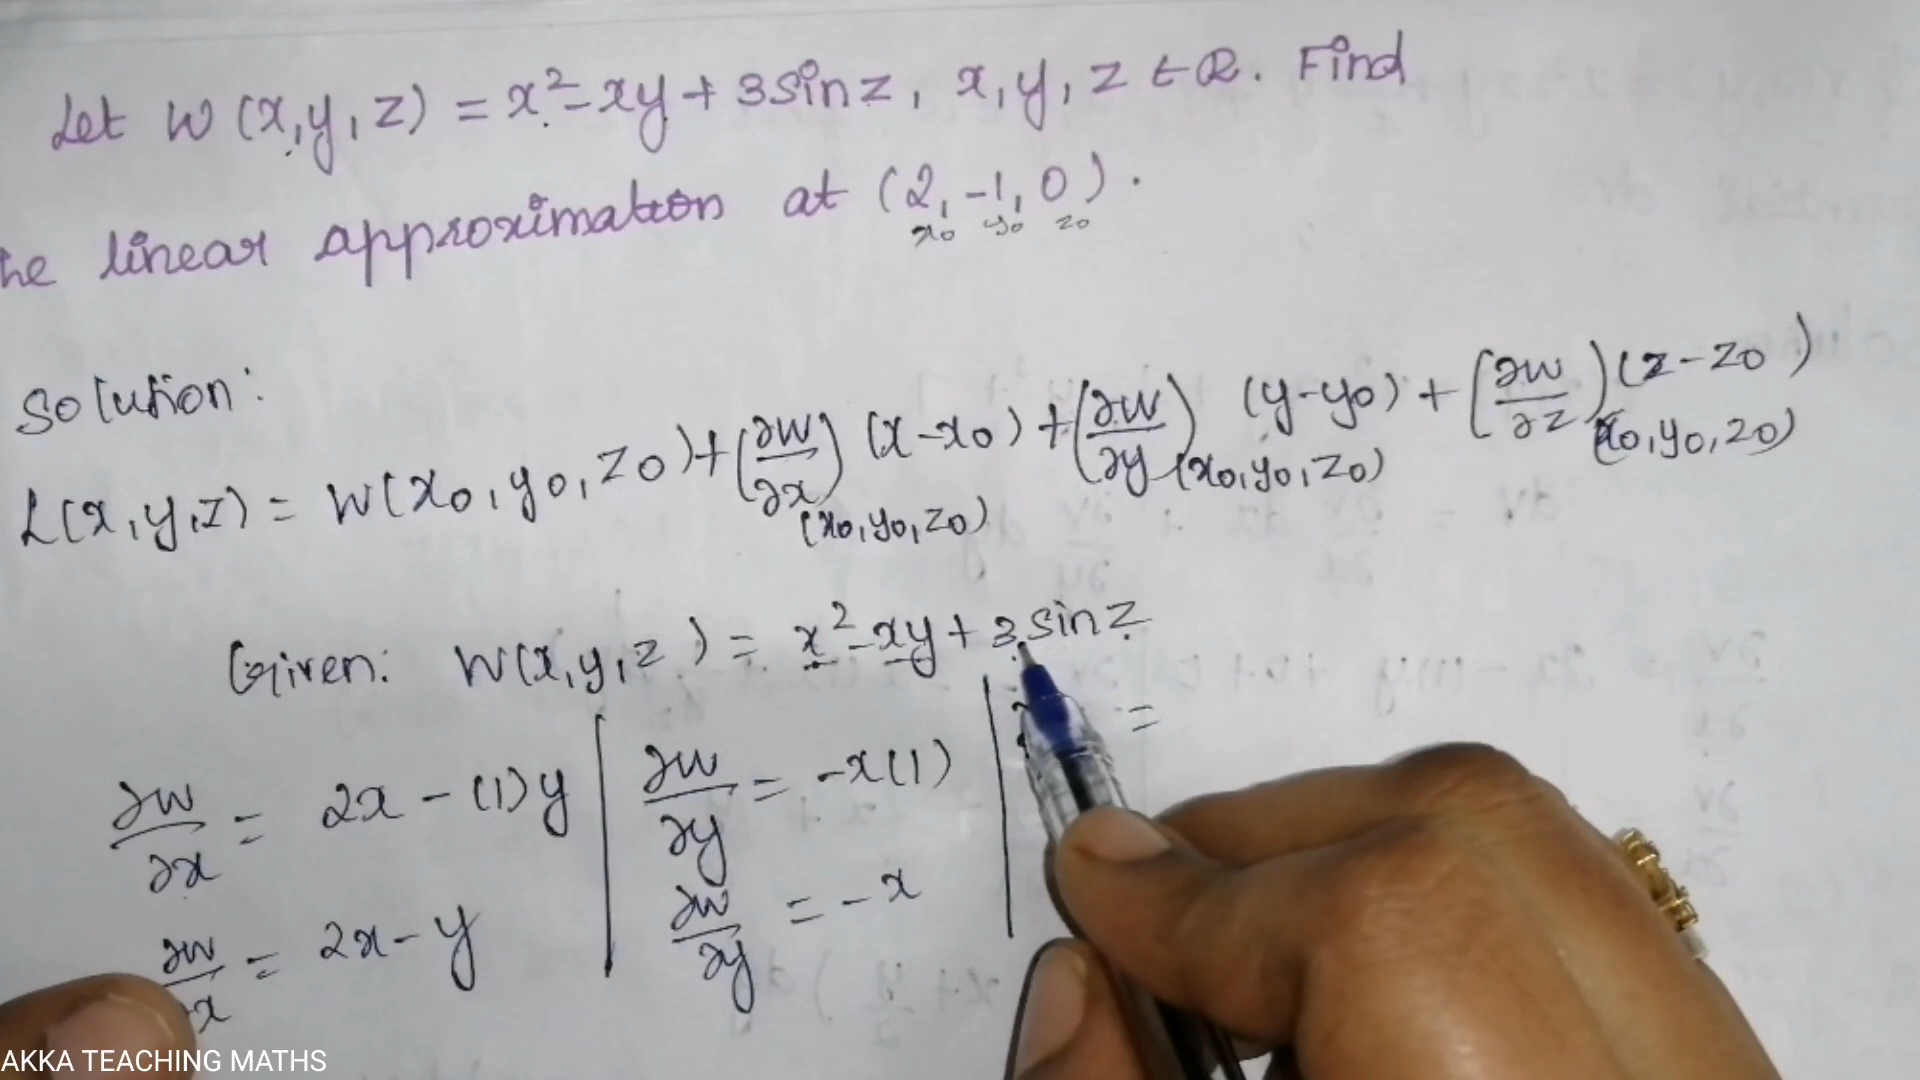 Let W(x,y,z) = x²-xy+3sinz, x,y,z ∈ R. Find
he linear approximation at (2,-1,0).
x0 y0 z0
Solution:
L(x,y,z) = W(x0,y0,z0)+(∂w/∂x)(x0,y0,z0) (x-x0)+(∂w/∂y)(x0,y0,z0) (y-y0)+(∂w/∂z)(x0,y0,z0) (z-z0)
Given: W(x,y,z) = x²-xy+3sinz
∂w/∂x = 2x-(1)y | ∂w/∂y = -x(1) | =
∂w/∂x = 2x-y | ∂w/∂y = -x
AKKA TEACHING MATHS